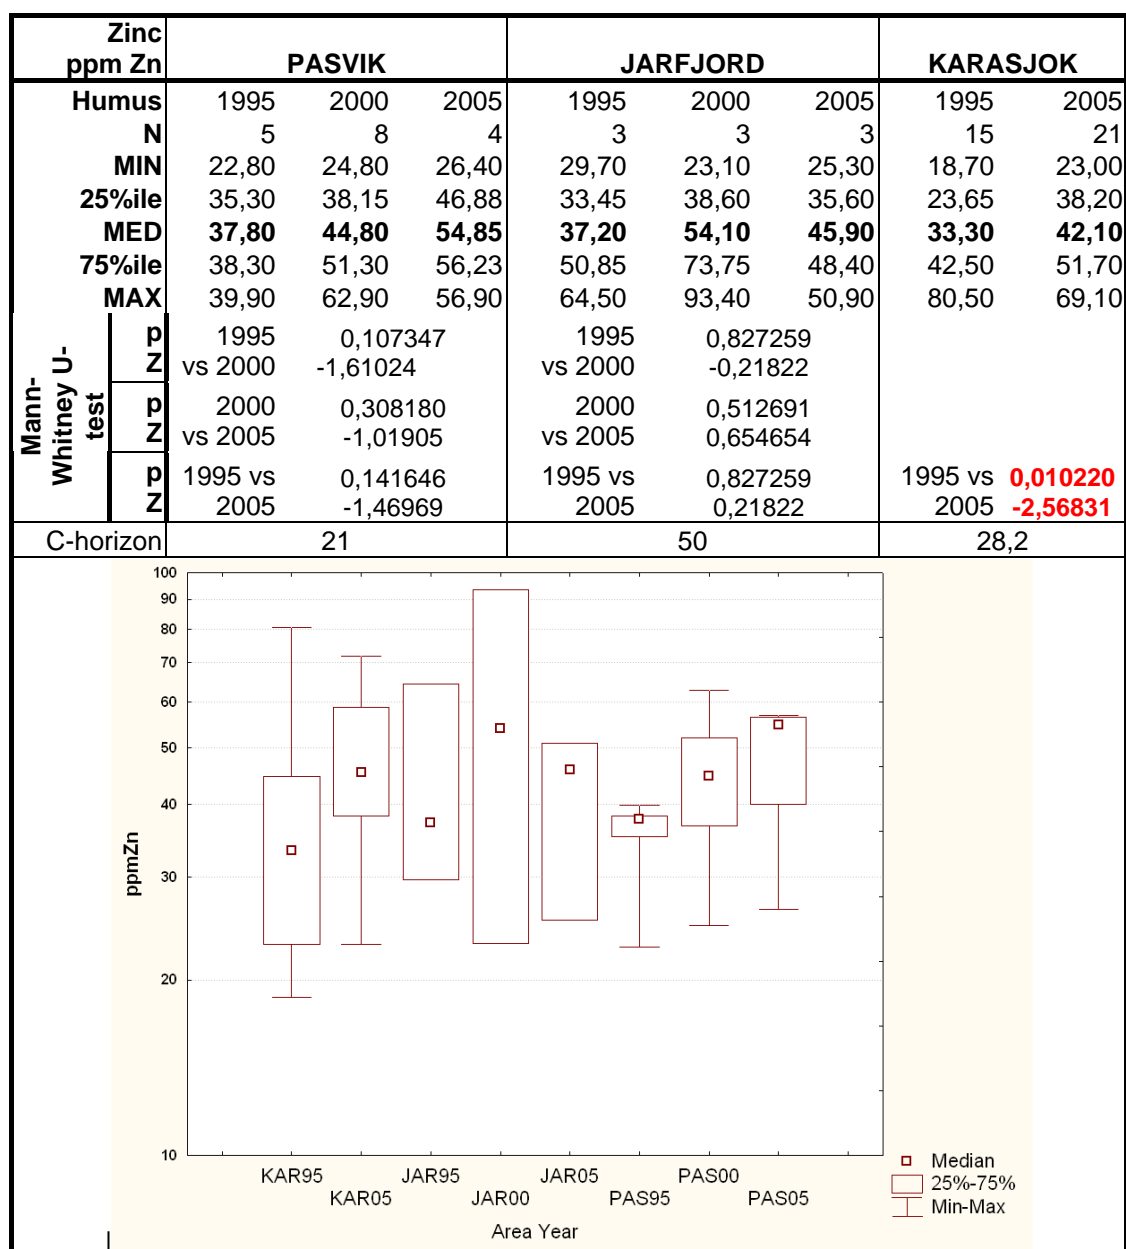 Zinc
ppm Zn PASVIK JARFJORD KARASJOK
Humus 1995 2000 2005 1995 2000 2005 1995 2005
N 5 8 4 3 3 3 15 21
MIN 22,80 24,80 26,40 29,70 23,10 25,30 18,70 23,00
25%ile 35,30 38,15 46,88 33,45 38,60 35,60 23,65 38,20
MED 37,80 44,80 54,85 37,20 54,10 45,90 33,30 42,10
75%ile 38,30 51,30 56,23 50,85 73,75 48,40 42,50 51,70
MAX 39,90 62,90 56,90 64,50 93,40 50,90 80,50 69,10
Mann-
Whitney U-
test
p 1995 0,107347 1995 0,827259
Z vs 2000 -1,61024 vs 2000 -0,21822
p 2000 0,308180 2000 0,512691
Z vs 2005 -1,01905 vs 2005 0,654654
p 1995 vs 0,141646 1995 vs 0,827259 1995 vs 0,010220
Z 2005 -1,46969 2005 0,21822 2005 -2,56831
C-horizon 21 50 28,2
100
90
80
70
60
50
40
30
20
10
ppmZn
KAR95 JAR95 JAR05 PAS00
KAR05 JAR00 PAS95 PAS05
Area Year
Median
25%-75%
Min-Max